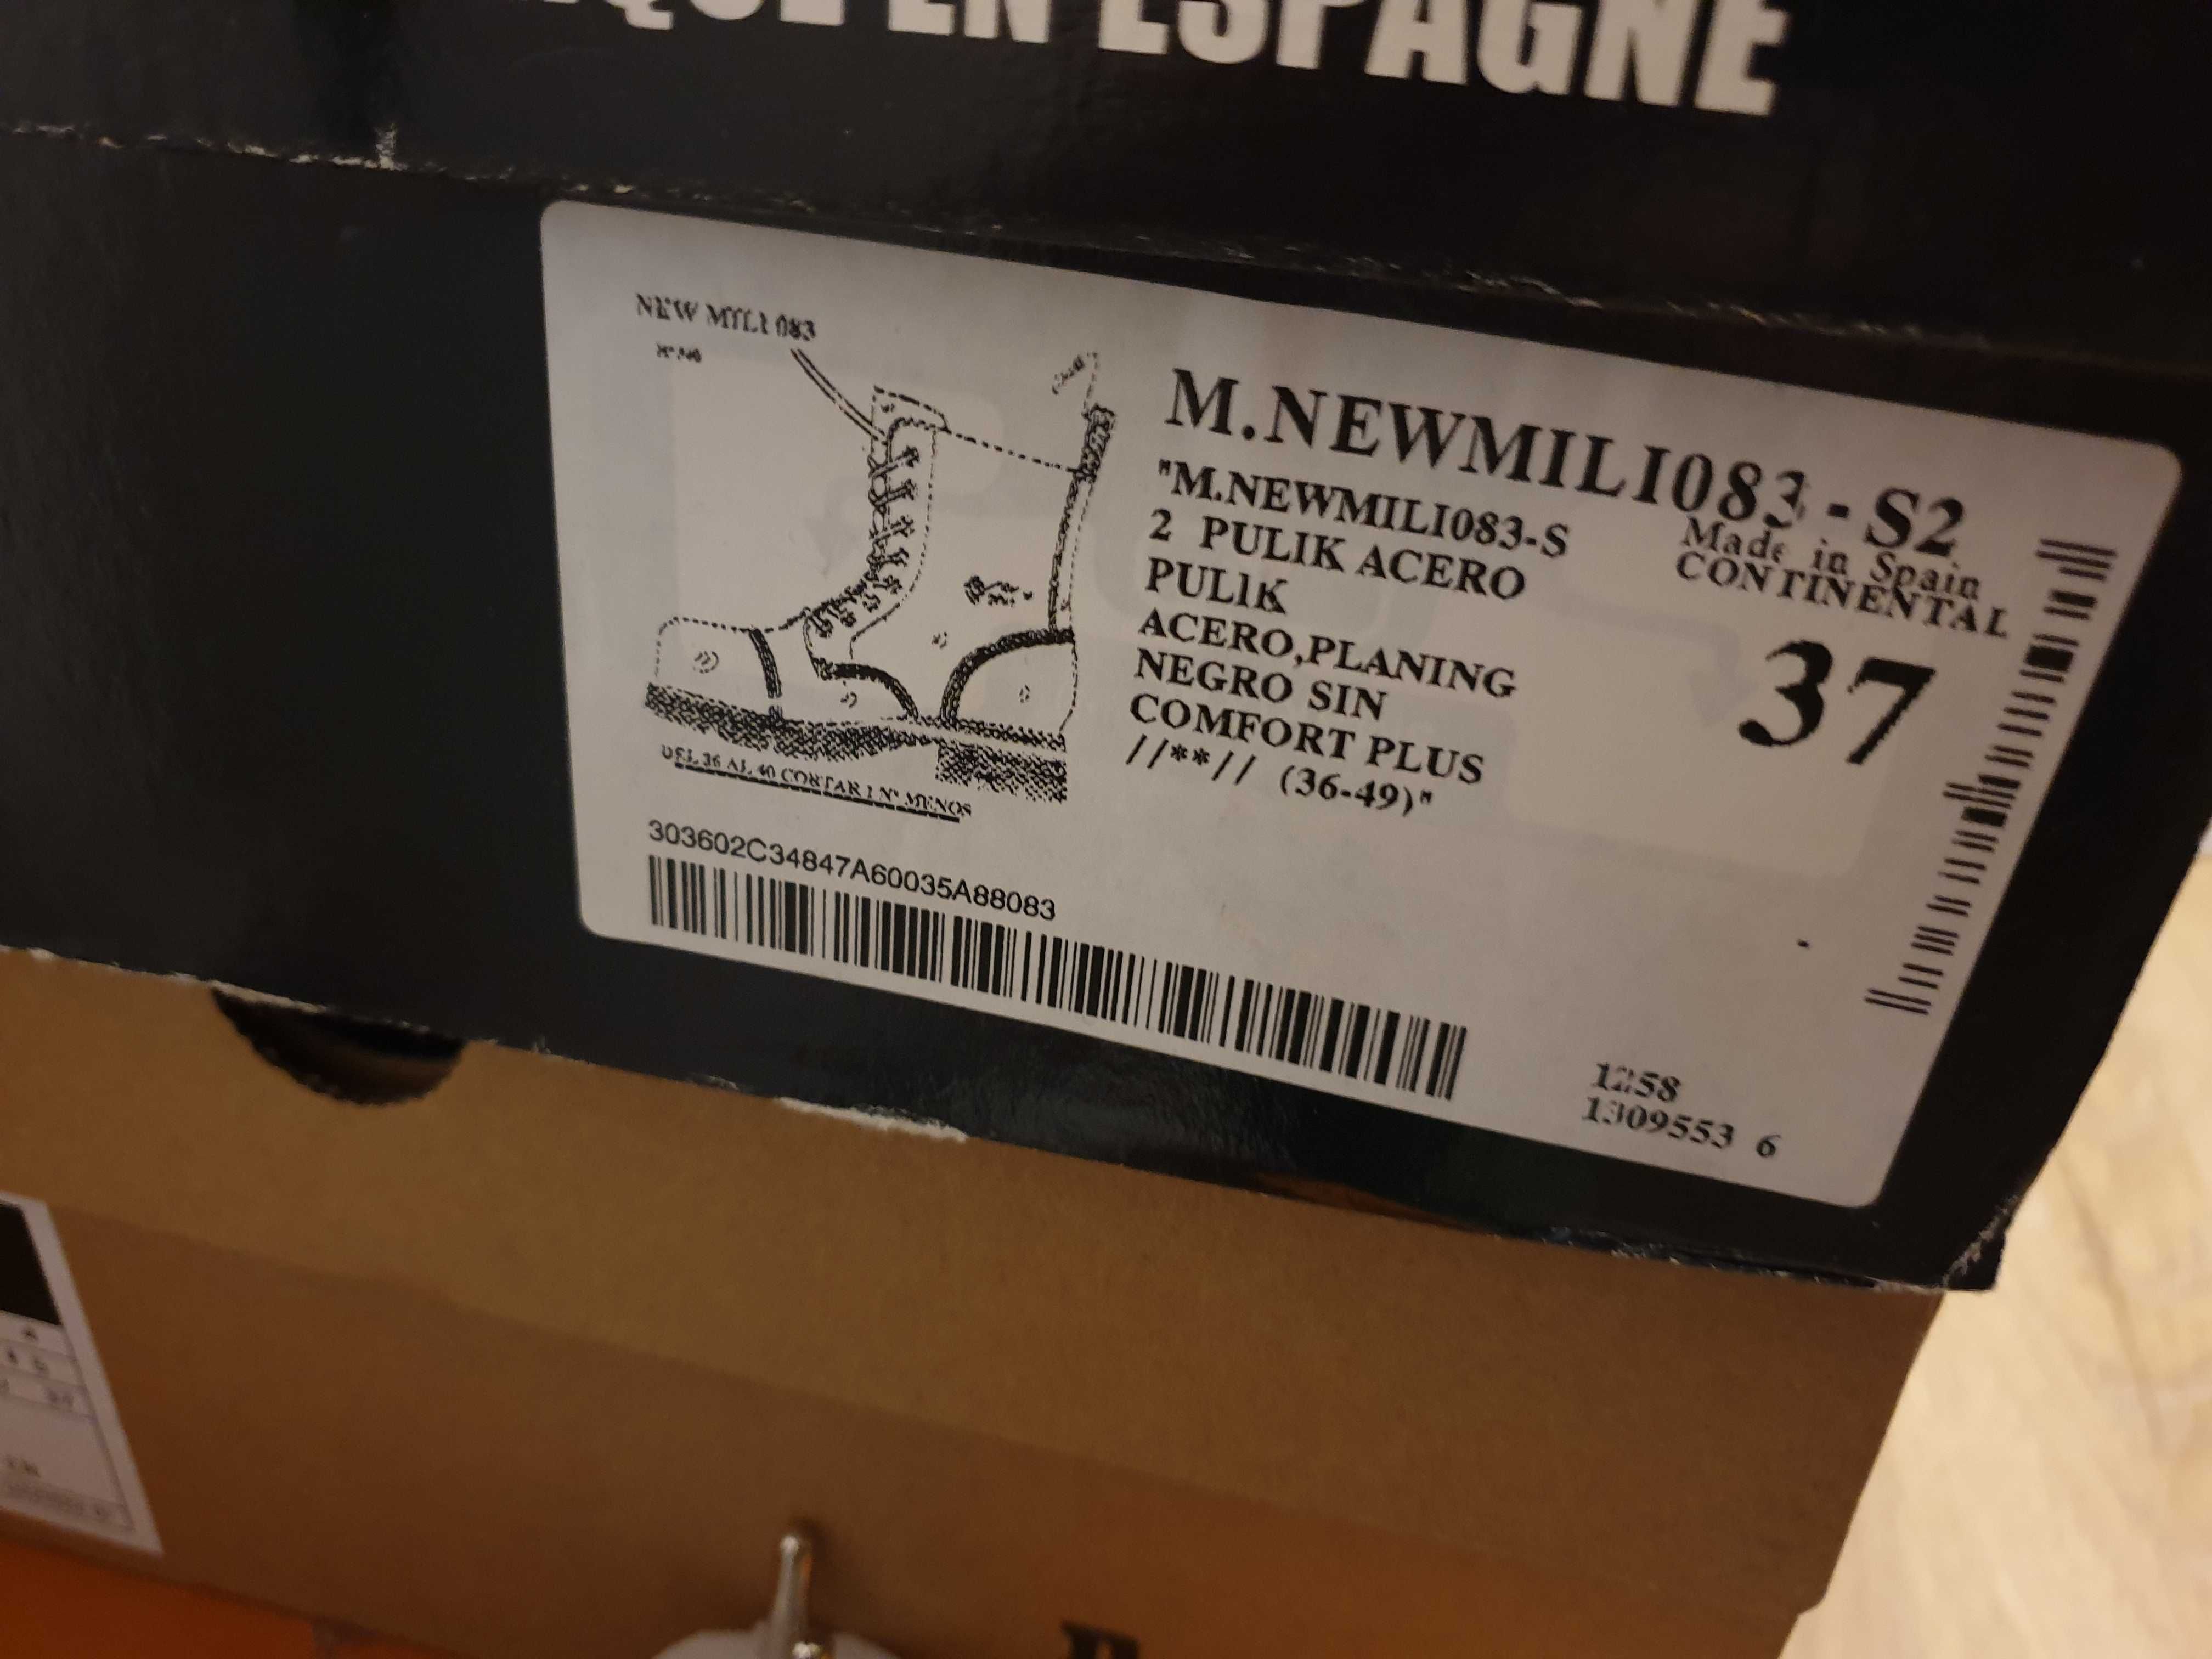 QUÉ EN ESPAGNE
NEW MILI 083
M.NEWMILI083-S2
"M.NEWMILI083-S
2 PULIK ACERO
PULIK
ACERO,PLANING
NEGRO SIN
COMFORT PLUS
//**// (36-49)"
Made in Spain
CONTINENTAL
37
DEL 36 AL 40 CORTAR 1 Nº MENOS
303602C34847A60035A88083
1258
1309553 6